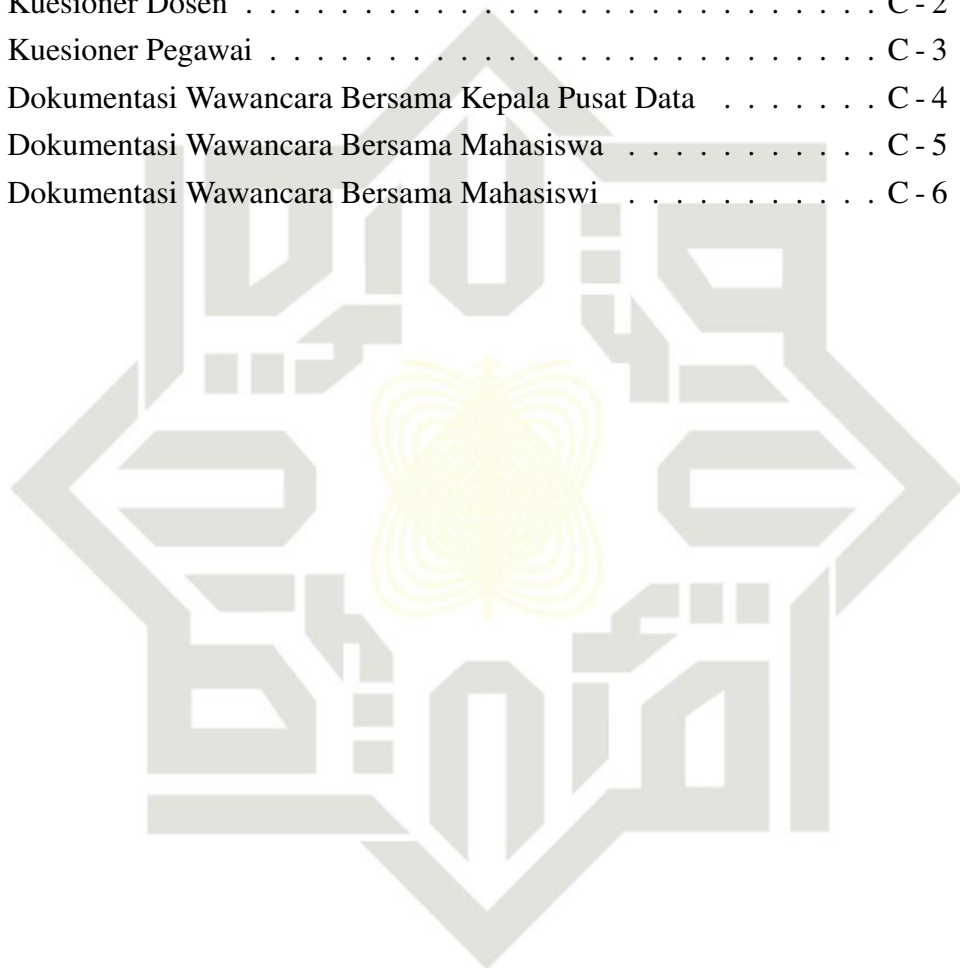 Kuesioner Dosen . . . . . . . . . . . . . . . . . . . . . . . . . . . C - 2
Kuesioner Pegawai . . . . . . . . . . . . . . . . . . . . . . . . . . C - 3
Dokumentasi Wawancara Bersama Kepala Pusat Data . . . . . . . C - 4
Dokumentasi Wawancara Bersama Mahasiswa . . . . . . . . . . . C - 5
Dokumentasi Wawancara Bersama Mahasiswi . . . . . . . . . . . C - 6